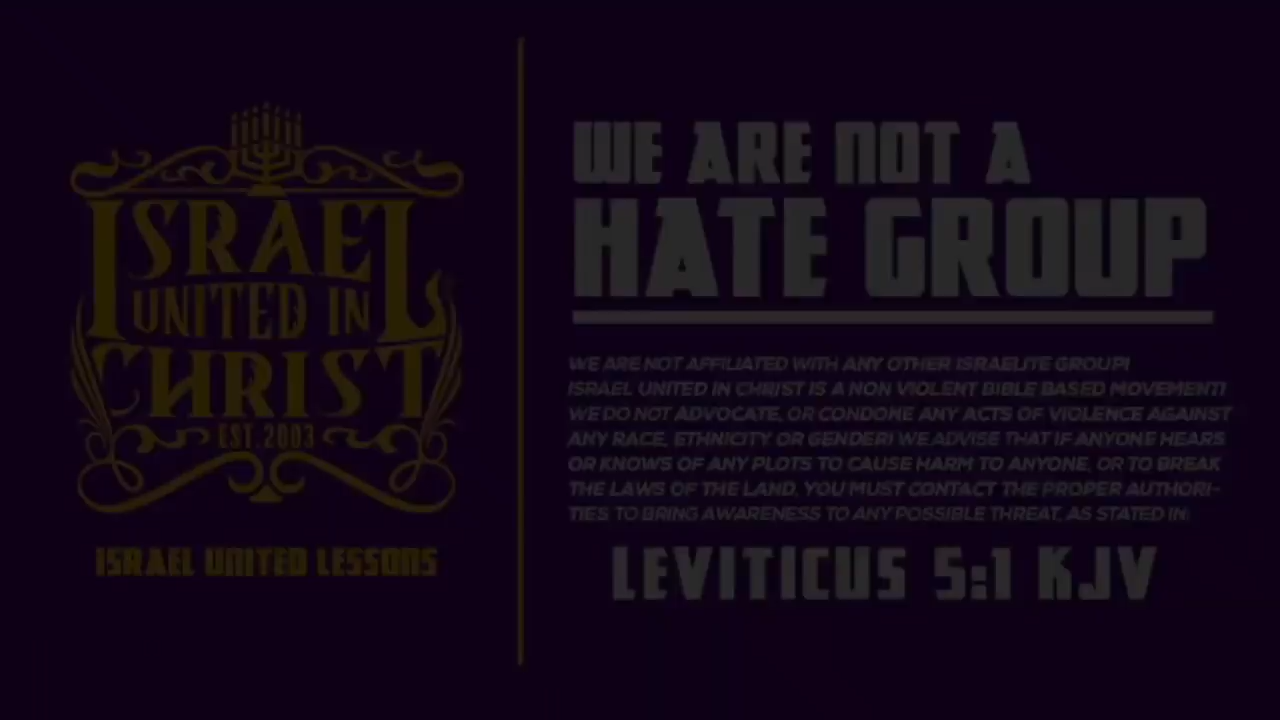 ISRAEL
UNITED IN
CHRIST
EST. 2003
ISRAEL UNITED LESSONS
WE ARE NOT A
HATE GROUP
WE ARE NOT AFFILIATED WITH ANY OTHER ISRAELITE GROUP!
ISRAEL UNITED IN CHRIST IS A NON VIOLENT BIBLE BASED MOVEMENT!
WE DO NOT ADVOCATE, OR CONDONE ANY ACTS OF VIOLENCE AGAINST
ANY RACE, ETHNICITY OR GENDER! WE ADVISE THAT IF ANYONE HEARS
OR KNOWS OF ANY PLOTS TO CAUSE HARM TO ANYONE, OR TO BREAK
THE LAWS OF THE LAND, YOU MUST CONTACT THE PROPER AUTHORI-
TIES TO BRING AWARENESS TO ANY POSSIBLE THREAT, AS STATED IN:
LEVITICUS 5:1 KJV